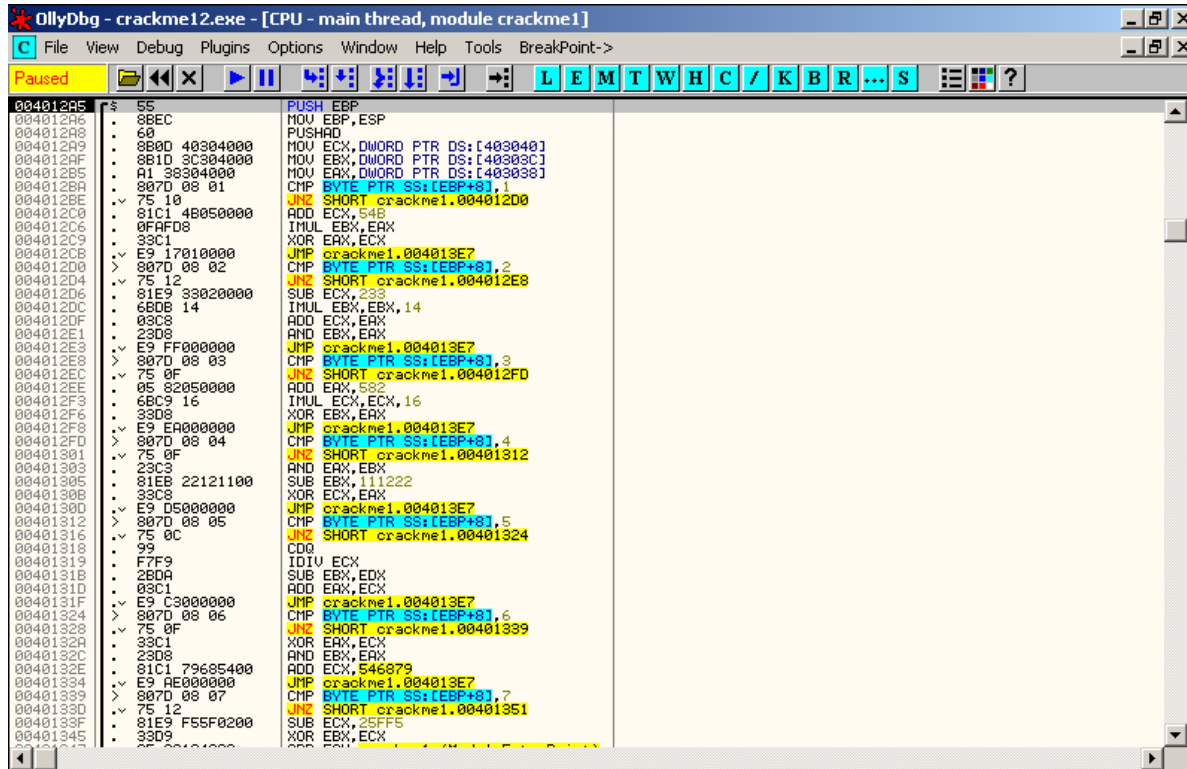 OllyDbg - crackme12.exe - [CPU - main thread, module crackme1]
C File View Debug Plugins Options Window Help Tools BreakPoint->
Paused L E M T W H C / K B R ... S ?
004012A5 $ 55 PUSH EBP
004012A6 . 8BEC MOV EBP,ESP
004012A8 . 60 PUSHAD
004012A9 . 8B0D 40304000 MOV ECX,DWORD PTR DS:[403040]
004012AF . 8B1D 3C304000 MOV EBX,DWORD PTR DS:[40303C]
004012B5 . A1 38304000 MOV EAX,DWORD PTR DS:[403038]
004012BA . 807D 08 01 CMP BYTE PTR SS:[EBP+8],1
004012BE . 75 10 JNZ SHORT crackme1.004012D0
004012C0 . 81C1 4B050000 ADD ECX,54B
004012C6 . 0FAFD8 IMUL EBX,EAX
004012C9 . 33C1 XOR EAX,ECX
004012CB . E9 17010000 JMP crackme1.004013E7
004012D0 > 807D 08 02 CMP BYTE PTR SS:[EBP+8],2
004012D4 . 75 12 JNZ SHORT crackme1.004012E8
004012D6 . 81E9 33020000 SUB ECX,233
004012DC . 6BDB 14 IMUL EBX,EBX,14
004012DF . 03C8 ADD ECX,EAX
004012E1 . 23D8 AND EBX,EAX
004012E3 . E9 FF000000 JMP crackme1.004013E7
004012E8 > 807D 08 03 CMP BYTE PTR SS:[EBP+8],3
004012EC . 75 0F JNZ SHORT crackme1.004012FD
004012EE . 05 82050000 ADD EAX,582
004012F3 . 6BC9 16 IMUL ECX,ECX,16
004012F6 . 33D8 XOR EBX,EAX
004012F8 . E9 EA000000 JMP crackme1.004013E7
004012FD > 807D 08 04 CMP BYTE PTR SS:[EBP+8],4
00401301 . 75 0F JNZ SHORT crackme1.00401312
00401303 . 23C3 AND EAX,EBX
00401305 . 81EB 22121100 SUB EBX,111222
0040130B . 33C8 XOR ECX,EAX
0040130D . E9 D5000000 JMP crackme1.004013E7
00401312 > 807D 08 05 CMP BYTE PTR SS:[EBP+8],5
00401316 . 75 0C JNZ SHORT crackme1.00401324
00401318 . 99 CDQ
00401319 . F7F9 IDIV ECX
0040131B . 2BDA SUB EBX,EDX
0040131D . 03C1 ADD EAX,ECX
0040131F . E9 C3000000 JMP crackme1.004013E7
00401324 > 807D 08 06 CMP BYTE PTR SS:[EBP+8],6
00401328 . 75 0F JNZ SHORT crackme1.00401339
0040132A . 33C1 XOR EAX,ECX
0040132C . 23D8 AND EBX,EAX
0040132E . 81C1 79685400 ADD ECX,546879
00401334 . E9 AE000000 JMP crackme1.004013E7
00401339 > 807D 08 07 CMP BYTE PTR SS:[EBP+8],7
0040133D . 75 12 JNZ SHORT crackme1.00401351
0040133F . 81E9 F55F0200 SUB ECX,25FF5
00401345 . 33D9 XOR EBX,ECX